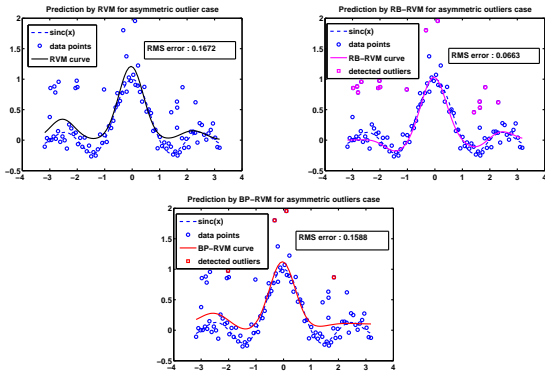 Prediction by RVM for asymmetric outlier case
sinc(x)
data points
RVM curve
RMS error : 0.1672
2
1.5
1
0.5
0
−0.5
−4 −3 −2 −1 0 1 2 3 4
Prediction by RB−RVM for asymmetric outlier case
sinc(x)
data points
RB−RVM curve
detected outliers
RMS error : 0.0663
2
1.5
1
0.5
0
−0.5
−4 −3 −2 −1 0 1 2 3 4
Prediction by BP−RVM for asymmetric outliers case
sinc(x)
data points
BP−RVM curve
detected outliers
RMS error : 0.1588
2
1.5
1
0.5
0
−0.5
−4 −3 −2 −1 0 1 2 3 4